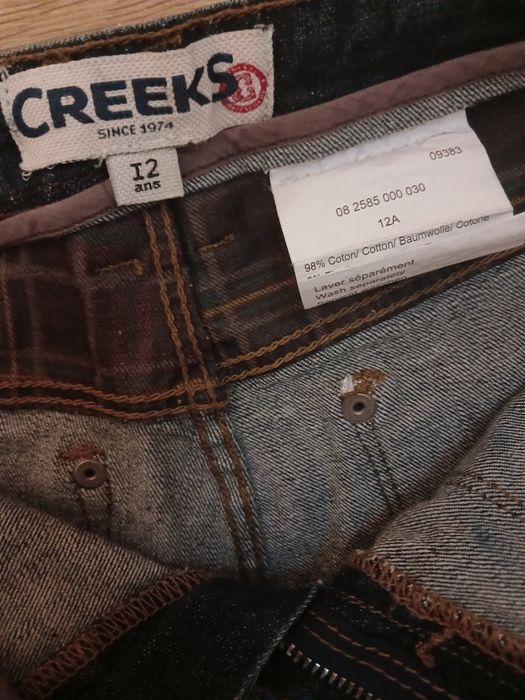 CREEKS
SINCE 1974
12
ans
09383
08 2585 000 030
12A
98% Coton/ Cotton/ Baumwolle/ Cotone
Laver séparément
Wash separately